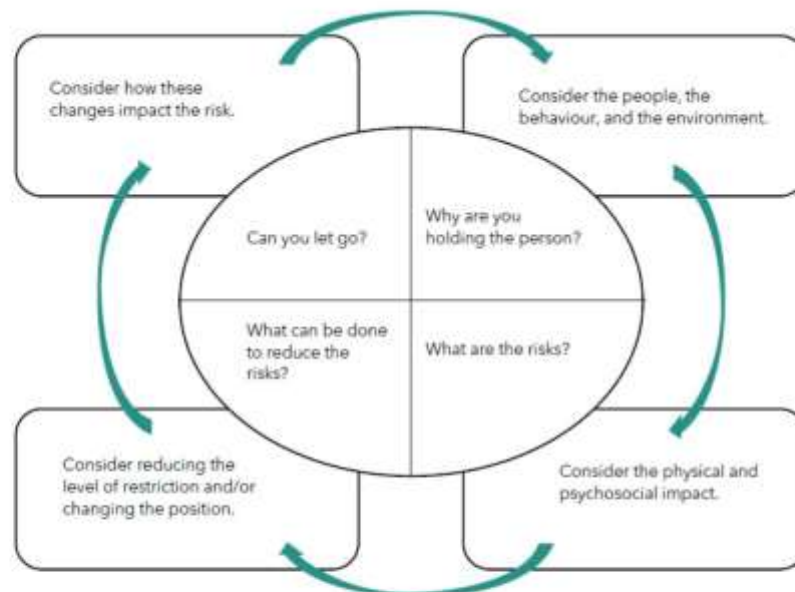 Consider how these
changes impact the risk.
Consider the people, the
behaviour, and the environment.
Can you let go?
Why are you
holding the person?
What can be done
to reduce the
risks?
What are the risks?
Consider reducing the
level of restriction and/or
changing the position.
Consider the physical and
psychosocial impact.